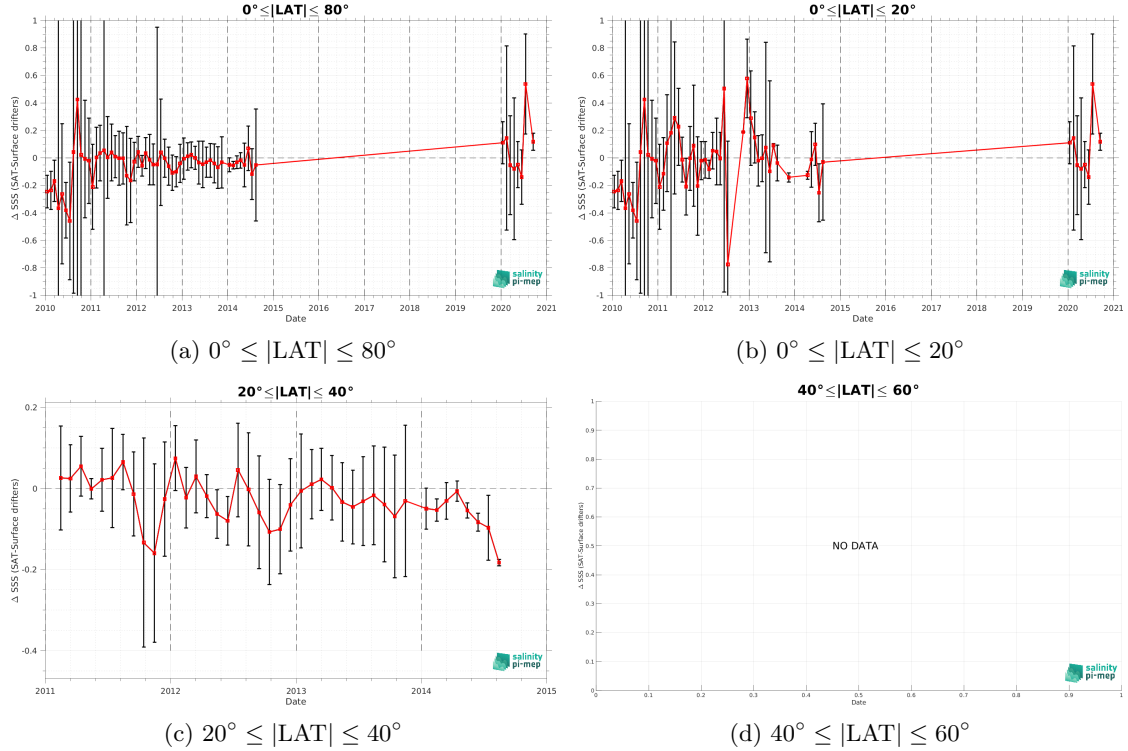 0°≤|LAT|≤ 80°
Δ SSS (SAT-Surface drifters)
1
0.8
0.6
0.4
0.2
0
-0.2
-0.4
-0.6
-0.8
-1
2010 2011 2012 2013 2014 2015 2016 2017 2018 2019 2020 2021
Date
salinity
pi-mep
(a) 0° ≤ |LAT| ≤ 80°
0°≤|LAT|≤ 20°
Δ SSS (SAT-Surface drifters)
1
0.8
0.6
0.4
0.2
0
-0.2
-0.4
-0.6
-0.8
-1
2010 2011 2012 2013 2014 2015 2016 2017 2018 2019 2020 2021
Date
salinity
pi-mep
(b) 0° ≤ |LAT| ≤ 20°
20°≤|LAT|≤ 40°
Δ SSS (SAT-Surface drifters)
0.2
0
-0.2
-0.4
2011 2012 2013 2014 2015
Date
salinity
pi-mep
(c) 20° ≤ |LAT| ≤ 40°
40°≤|LAT|≤ 60°
Δ SSS (SAT-Surface drifters)
1
0.9
0.8
0.7
0.6
0.5
0.4
0.3
0.2
0.1
0
NO DATA
0 0.1 0.2 0.3 0.4 0.5 0.6 0.7 0.8 0.9 1
Date
salinity
pi-mep
(d) 40° ≤ |LAT| ≤ 60°